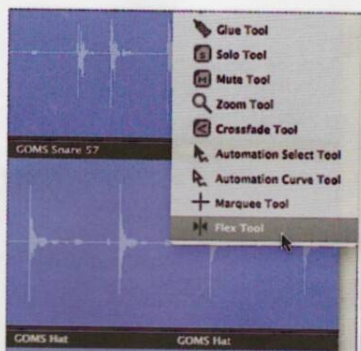 Glue Tool
Solo Tool
Mute Tool
Zoom Tool
Crossfade Tool
Automation Select Tool
Automation Curve Tool
Marquee Tool
Flex Tool
GOMS Snare 57
GOMS Hat
GOMS Hat